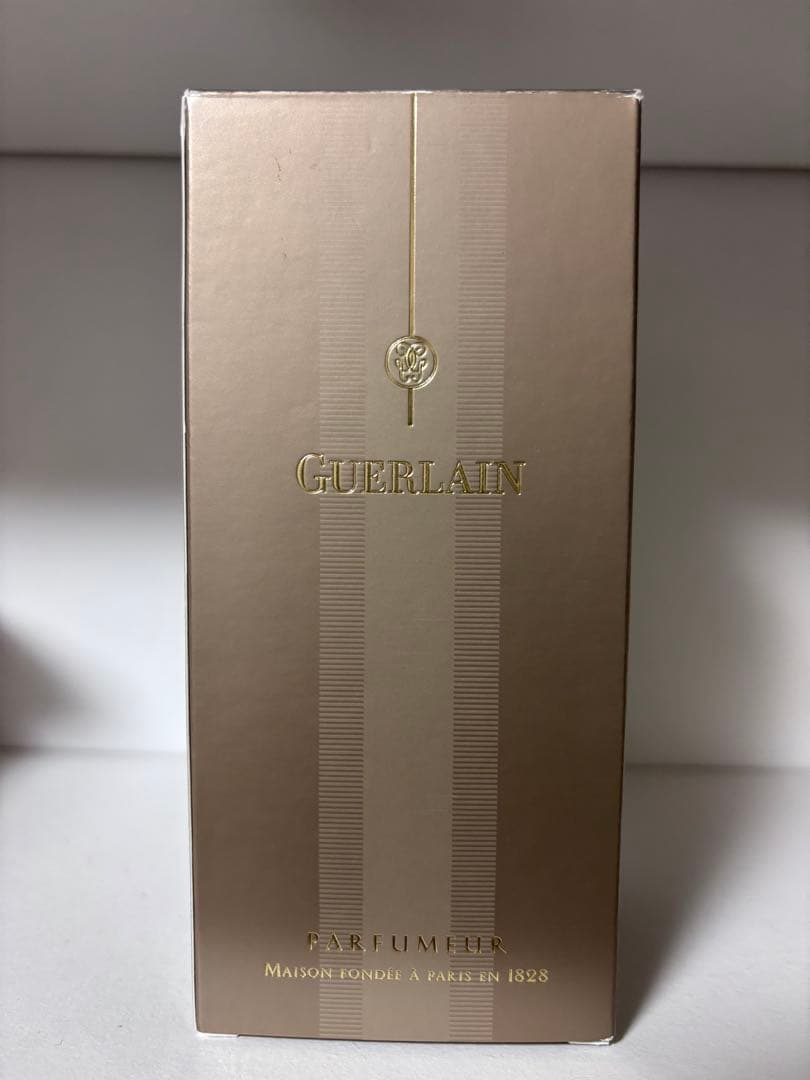 GUERLAIN
PARFUMEUR
MAISON FONDÉE À PARIS EN 1828